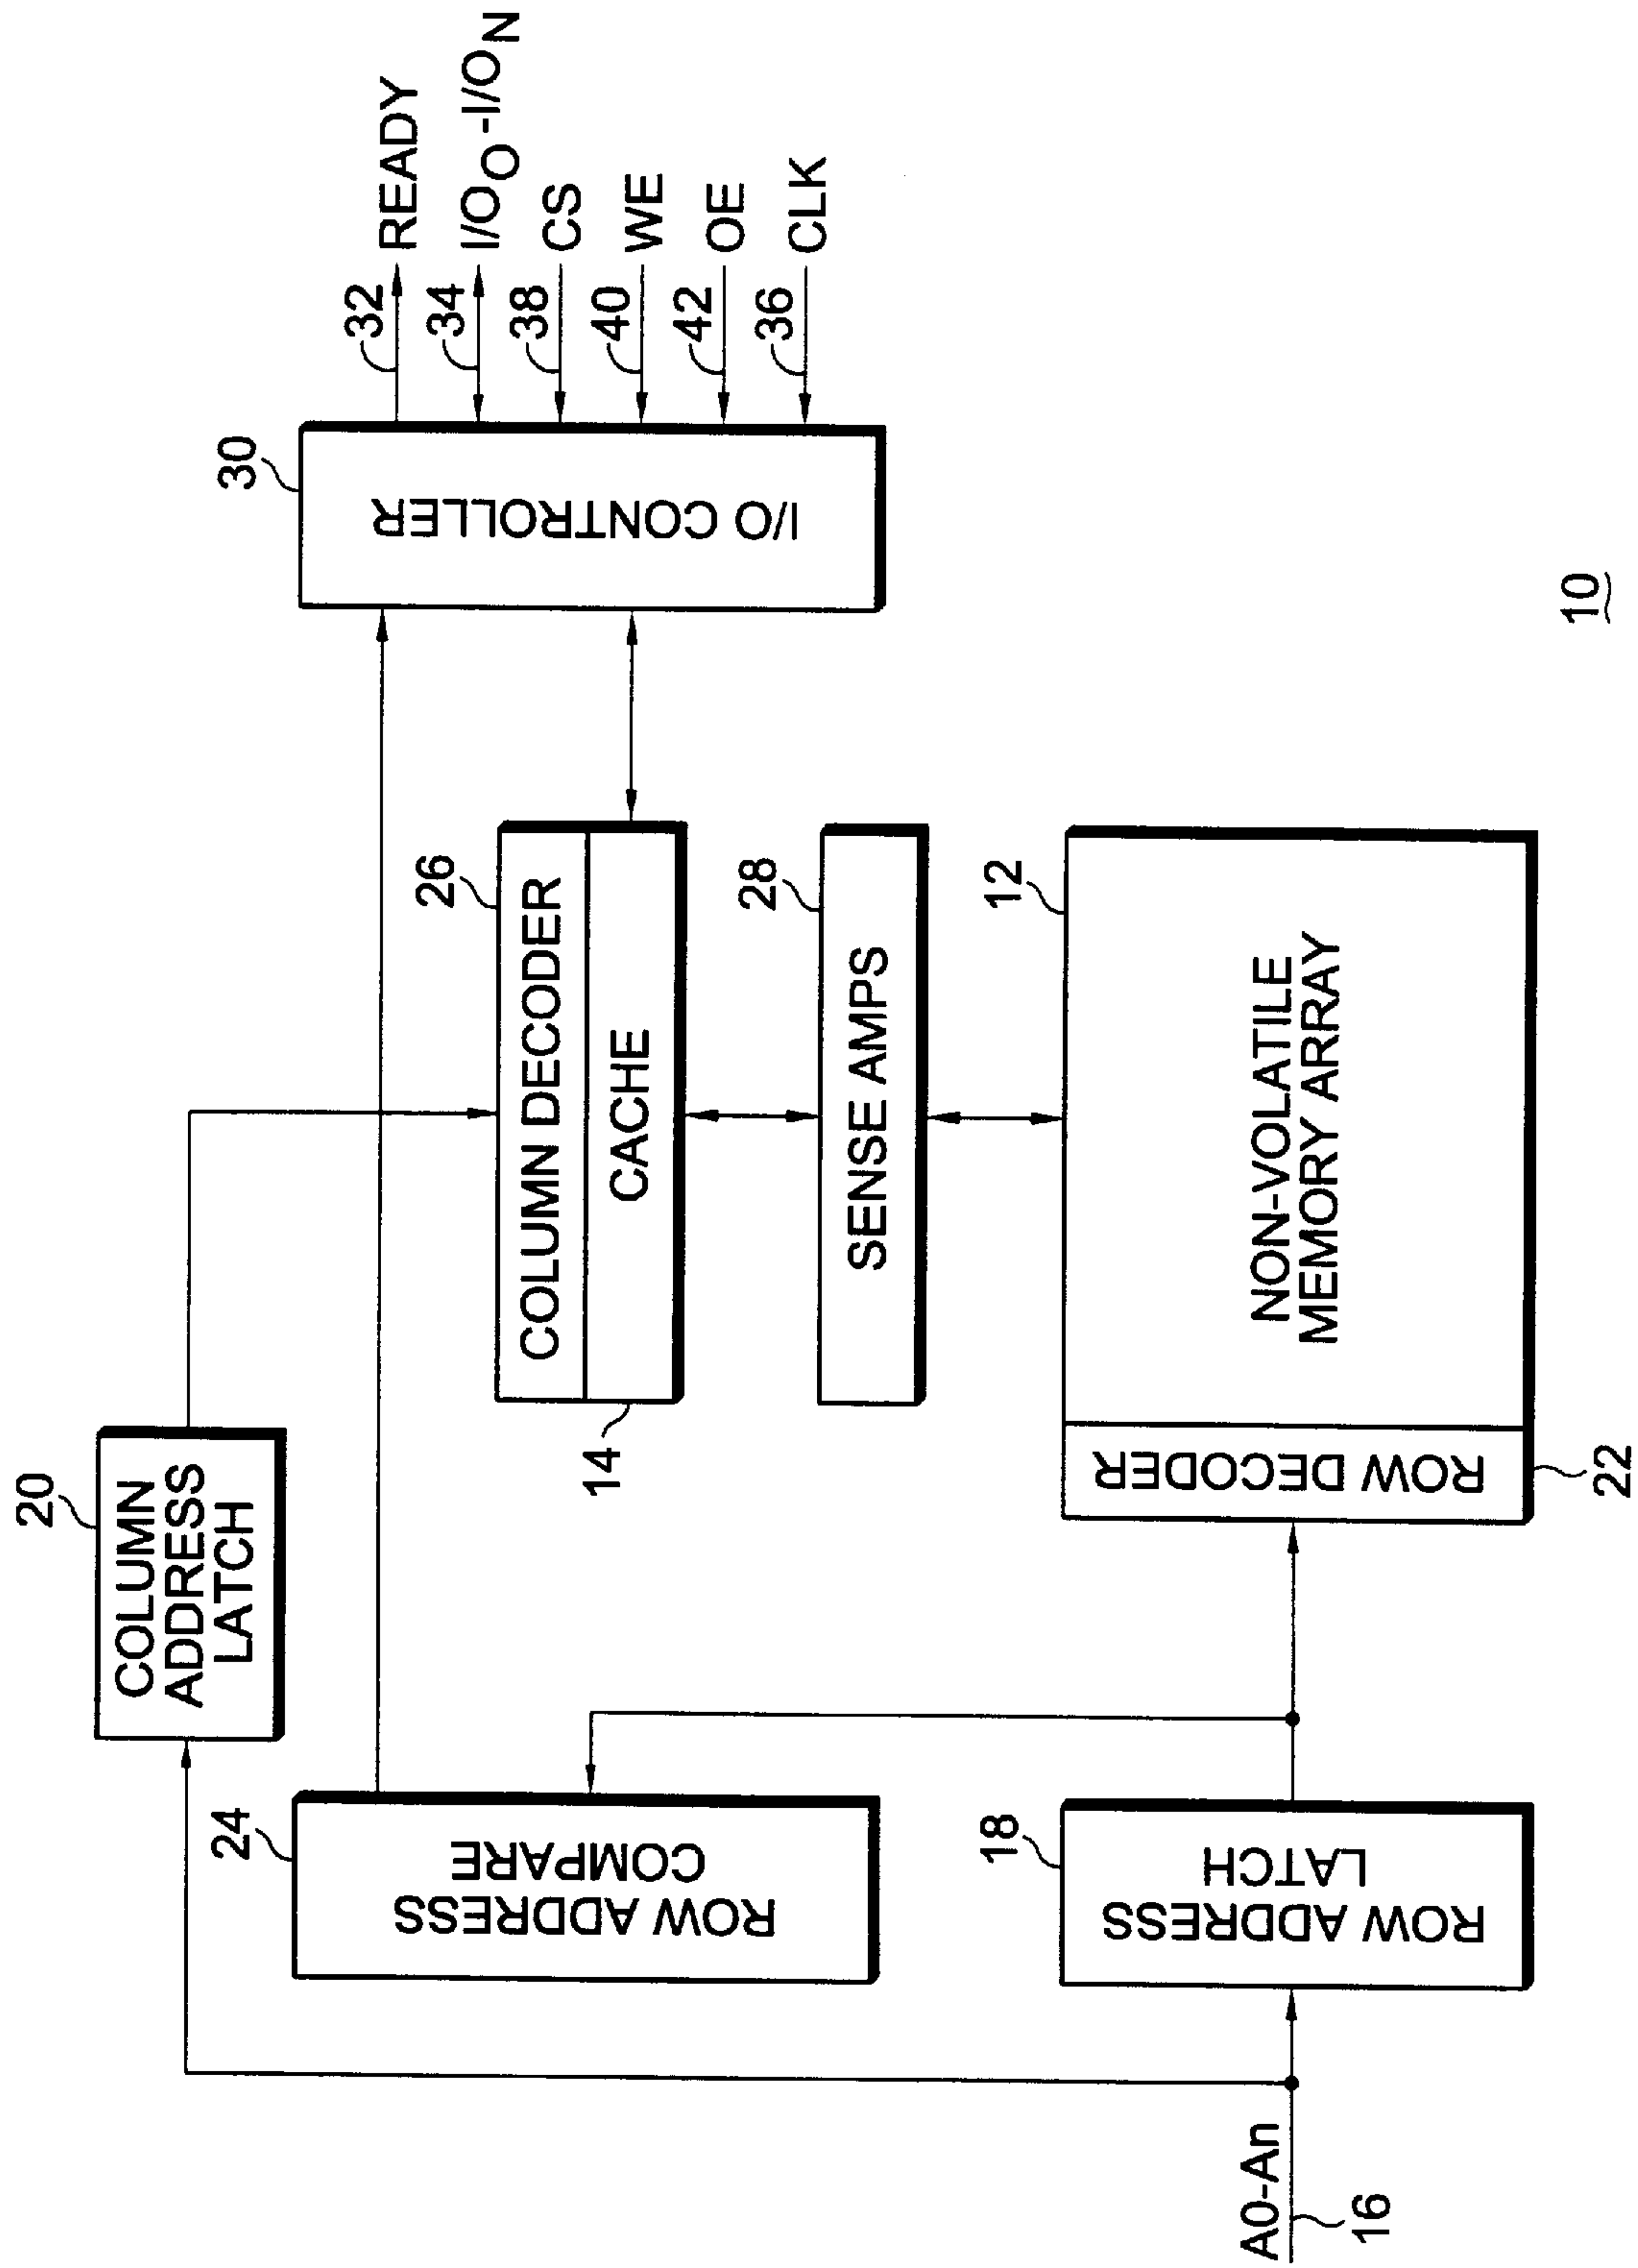 20
COLUMN
ADDRESS
LATCH
24
ROW ADDRESS
COMPARE
18
ROW ADDRESS
LATCH
A0-An
16
26
COLUMN DECODER
CACHE
14
28
SENSE AMPS
12
NON-VOLATILE
MEMORY ARRAY
ROW DECODER
22
30
I/O CONTROLLER
32
READY
34
I/OO-I/ON
38
CS
40
WE
42
OE
36
CLK
10